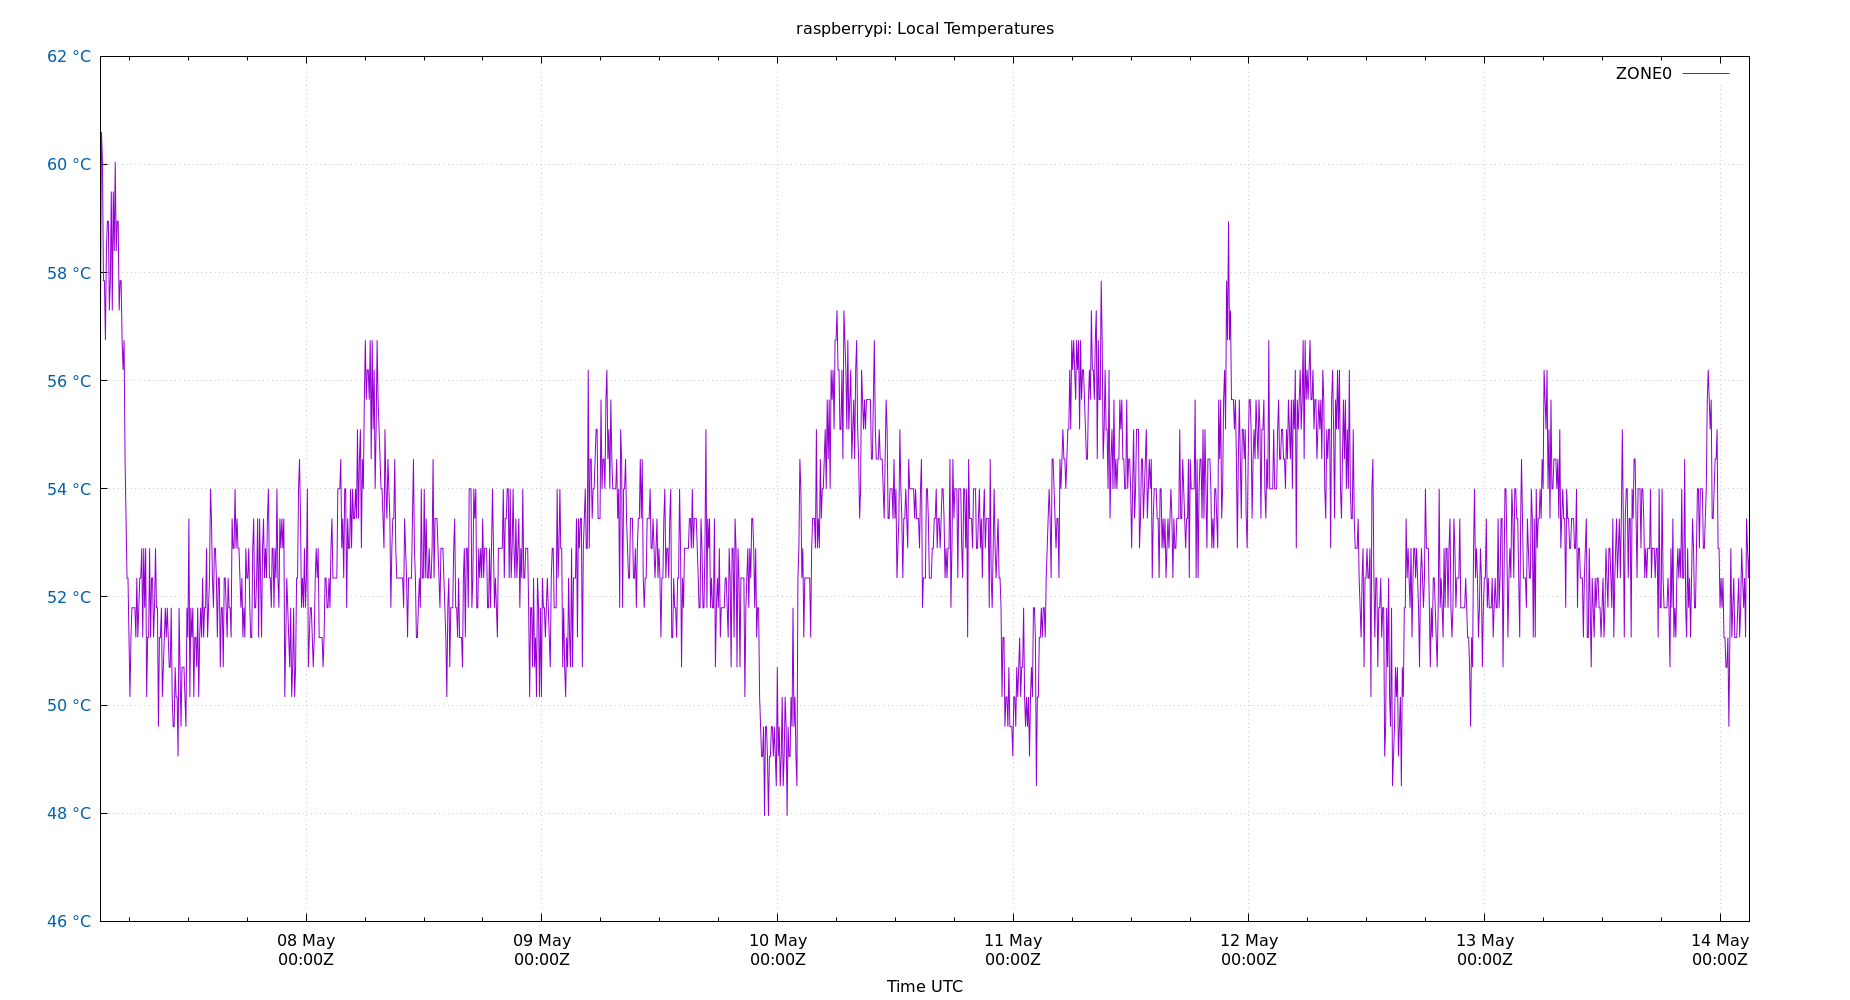 raspberrypi: Local Temperatures
ZONE0
62 °C
60 °C
58 °C
56 °C
54 °C
52 °C
50 °C
48 °C
46 °C
08 May 09 May 10 May 11 May 12 May 13 May 14 May
00:00Z 00:00Z 00:00Z 00:00Z 00:00Z 00:00Z 00:00Z
Time UTC